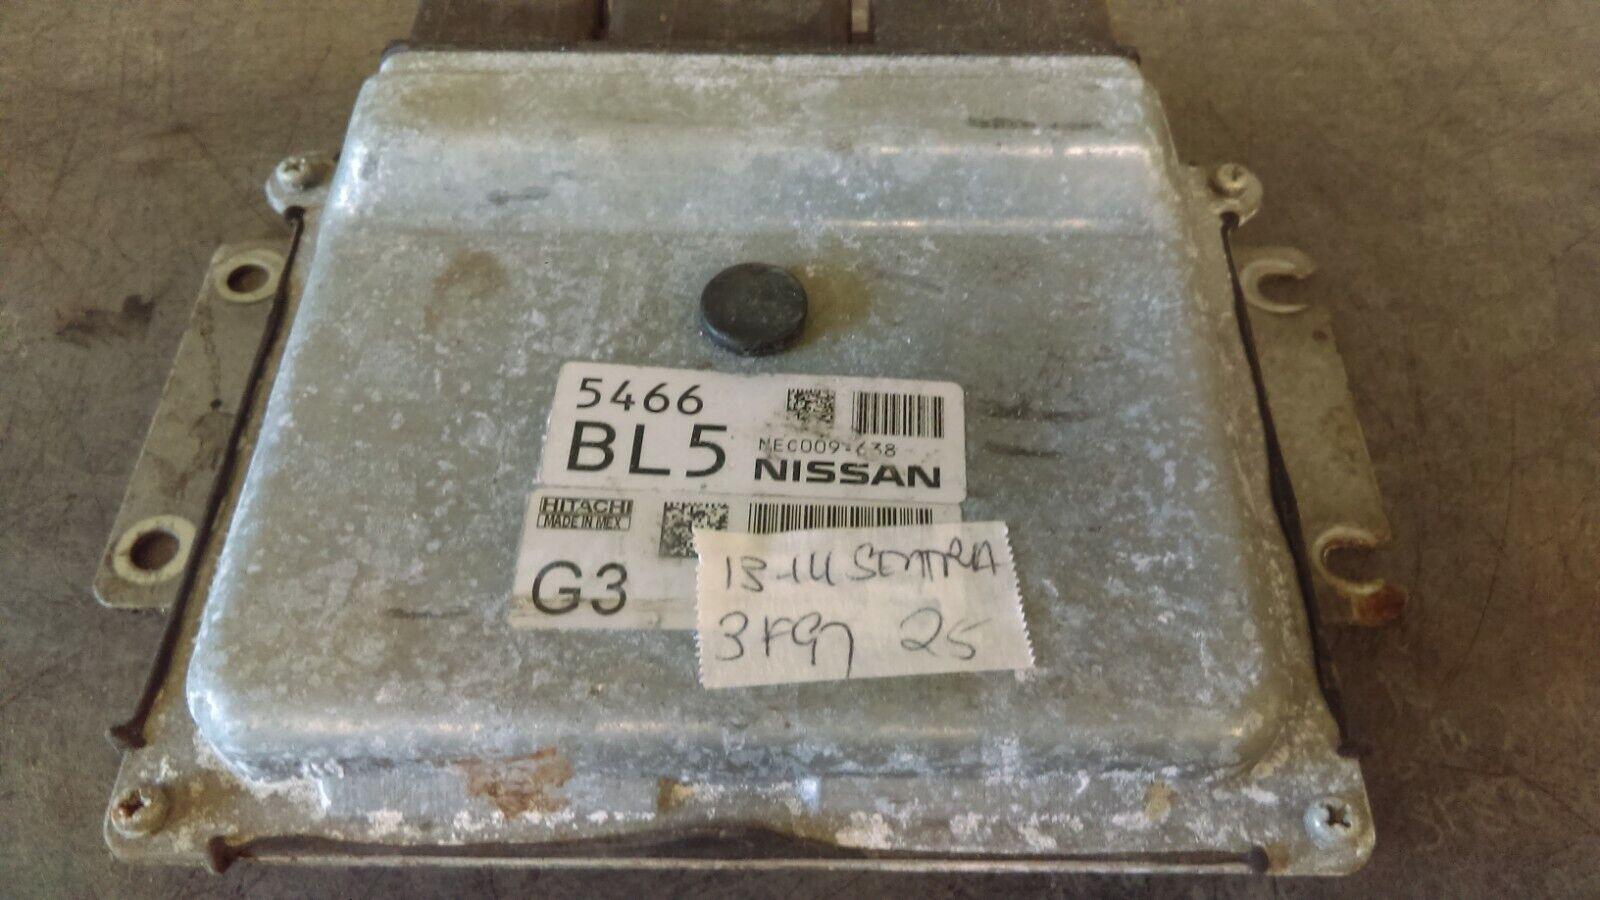 5466
BL5
NEC009-638
NISSAN
HITACHI
MADE IN MEX
G3
13-14 SENTRA
3F97 25